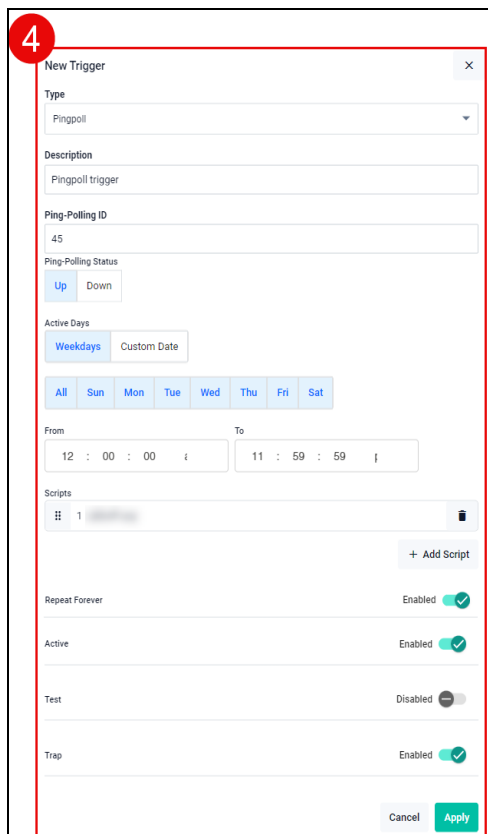 4
New Trigger
Type
Pingpoll
Description
Pingpoll trigger
Ping-Polling ID
45
Ping-Polling Status
Up Down
Active Days
Weekdays Custom Date
All Sun Mon Tue Wed Thu Fri Sat
From To
12 : 00 : 00 11 : 59 : 59
Scripts
1
+ Add Script
Repeat Forever Enabled
Active Enabled
Test Disabled
Trap Enabled
Cancel Apply